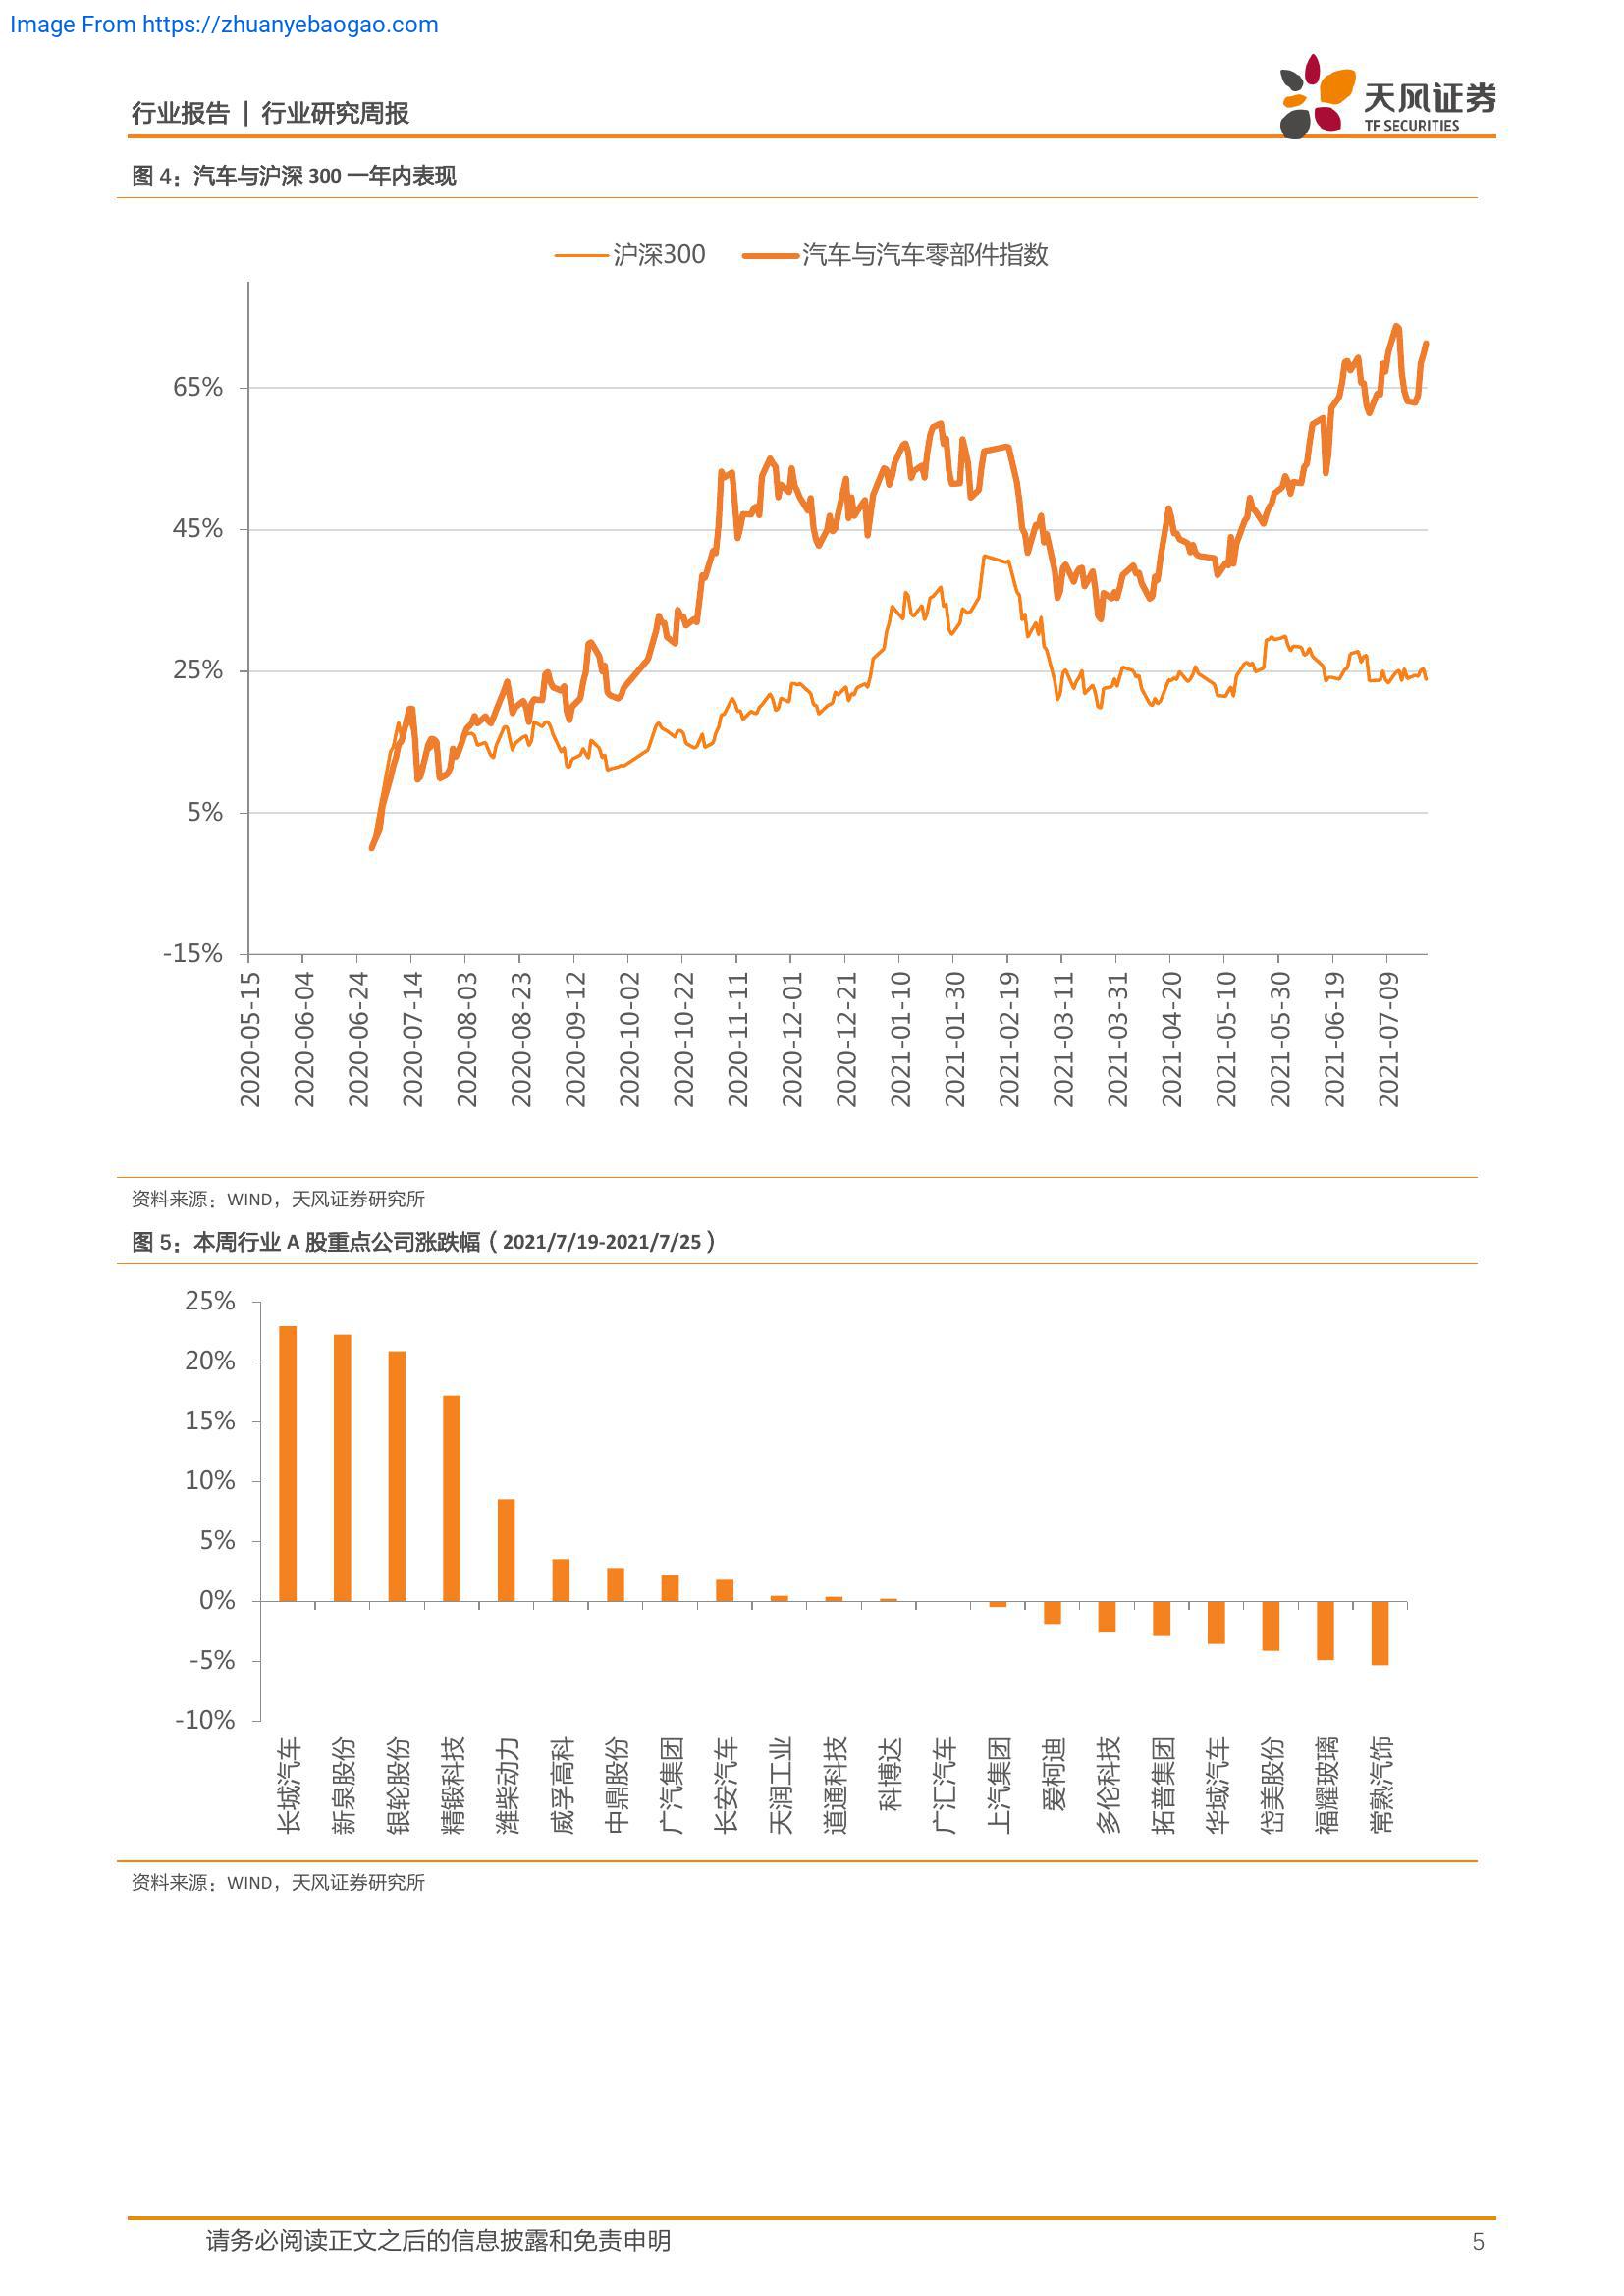 Image From https://zhuanyebaogao.com
行业报告 | 行业研究周报
天风证券
TF SECURITIES
图 4：汽车与沪深 300 一年内表现
沪深300 汽车与汽车零部件指数
65%
45%
25%
5%
-15%
2020-05-15
2020-06-04
2020-06-24
2020-07-14
2020-08-03
2020-08-23
2020-09-12
2020-10-02
2020-10-22
2020-11-11
2020-12-01
2020-12-21
2021-01-10
2021-01-30
2021-02-19
2021-03-11
2021-03-31
2021-04-20
2021-05-10
2021-05-30
2021-06-19
2021-07-09
资料来源：WIND，天风证券研究所
图 5：本周行业 A 股重点公司涨跌幅（2021/7/19-2021/7/25）
25%
20%
15%
10%
5%
0%
-5%
-10%
长城汽车
新泉股份
银轮股份
精锻科技
潍柴动力
威孚高科
中鼎股份
广汽集团
长安汽车
天润工业
道通科技
科博达
广汇汽车
上汽集团
爱柯迪
多伦科技
拓普集团
华域汽车
岱美股份
福耀玻璃
常熟汽饰
资料来源：WIND，天风证券研究所
请务必阅读正文之后的信息披露和免责申明 5